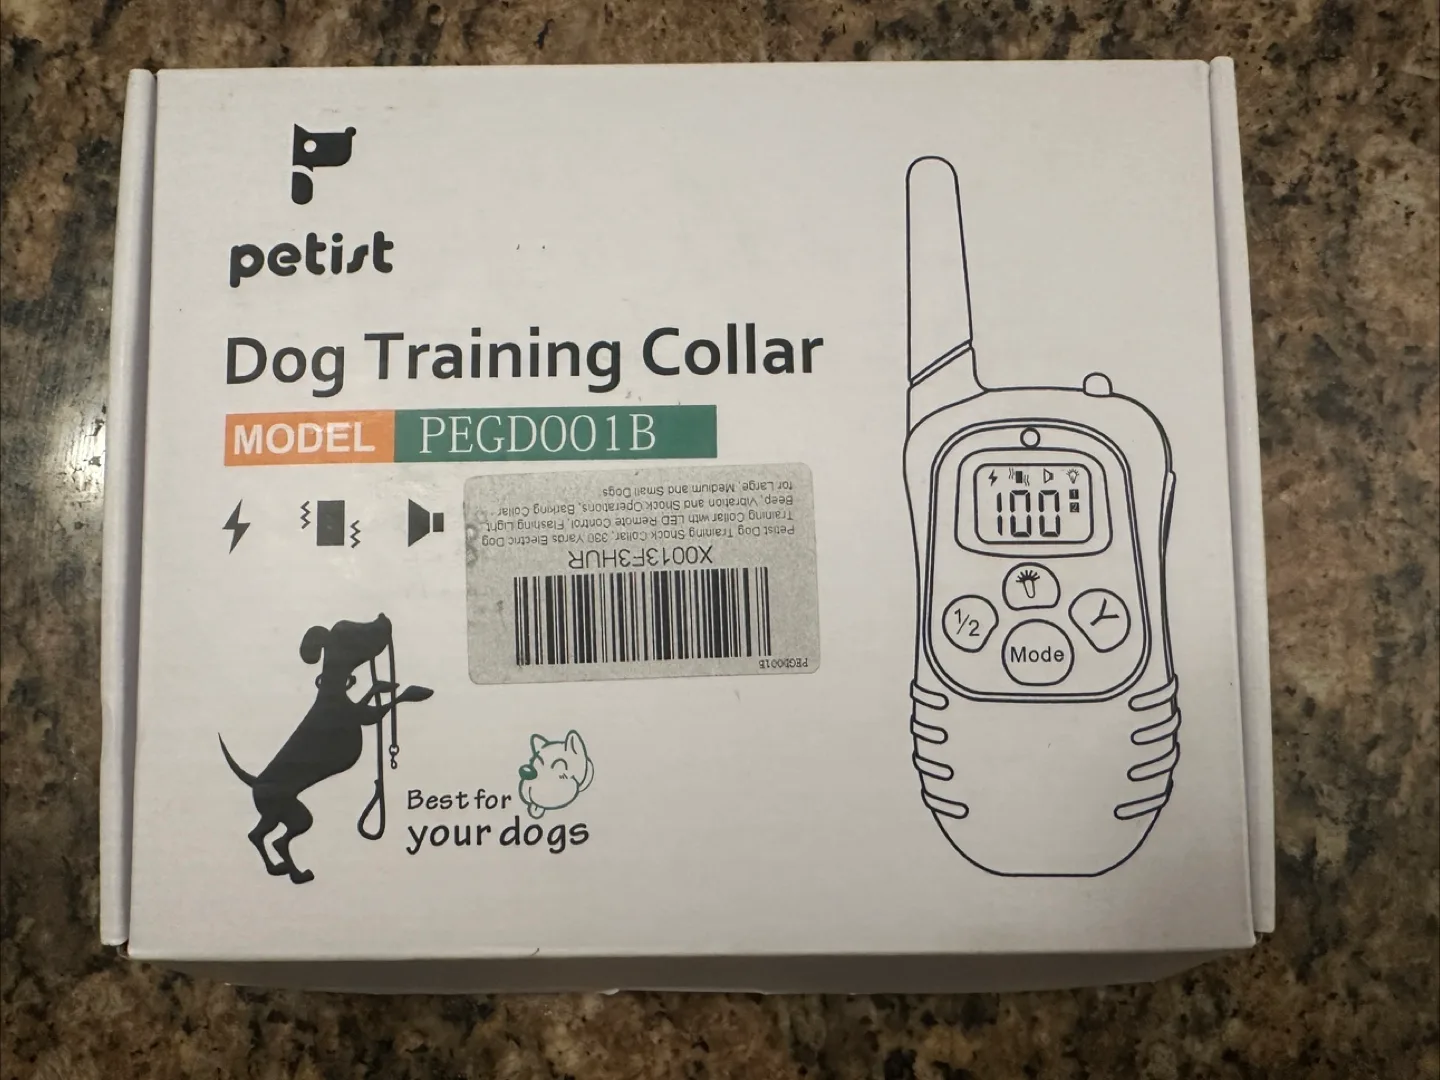 petist
Dog Training Collar
MODEL PEGD001B
PEGD001B
X0013F3HUR
Petist Dog Training Shock Collar, 330 Yards Electric Dog
Training Collar with LED Remote Control, Flashing Light,
Beep, Vibration and Shock Operations, Barking Collar
for Large, Medium and Small Dogs
Best for
your dogs
100
1
2
1/2
Y
Mode